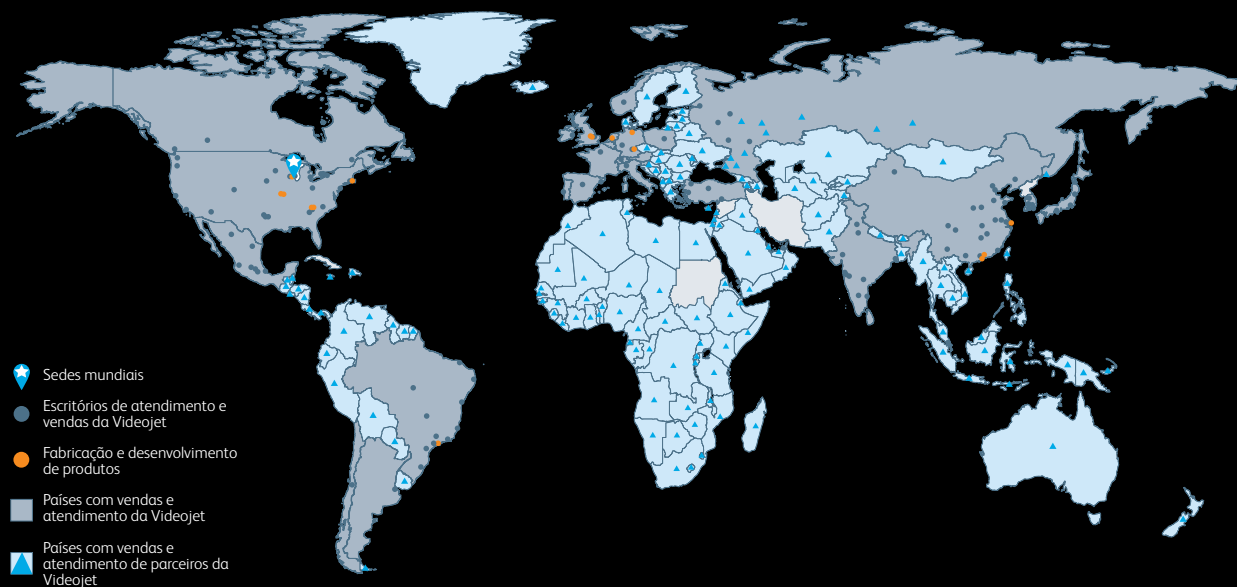 Sedes mundiais
Escritórios de atendimento e
vendas da Videojet
Fabricação e desenvolvimento
de produtos
Países com vendas e
atendimento da Videojet
Países com vendas e
atendimento de parceiros da
Videojet